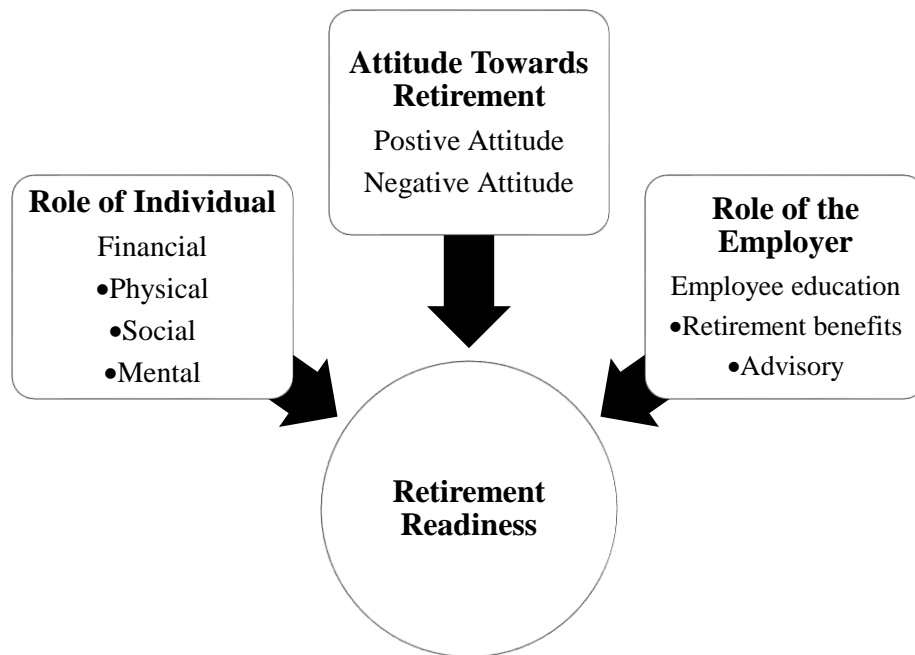 Attitude Towards
Retirement
Postive Attitude
Negative Attitude
Role of Individual
Financial
•Physical
•Social
•Mental
Role of the
Employer
Employee education
•Retirement benefits
•Advisory
Retirement
Readiness